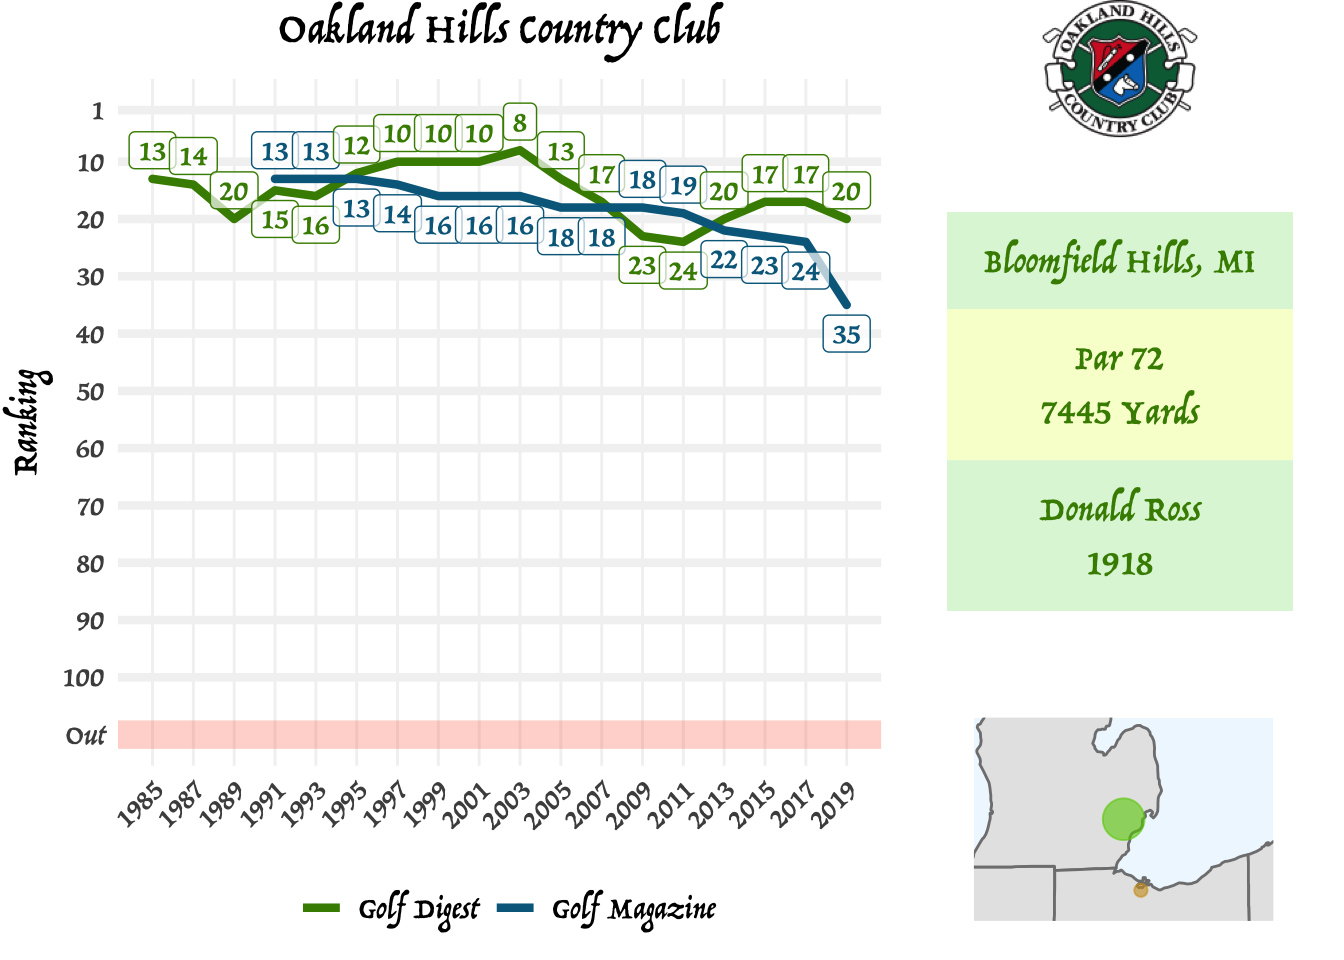 Oakland Hills Country Club
OAKLAND HILLS
COUNTRY CLUB
Ranking
1
10
20
30
40
50
60
70
80
90
100
Out
13 14 20 15 16 12 10 10 10 8 13 17 23 24 20 17 17 20
13 13 13 14 16 16 16 18 18 18 19 22 23 24 35
1985 1987 1989 1991 1993 1995 1997 1999 2001 2003 2005 2007 2009 2011 2013 2015 2017 2019
Golf Digest Golf Magazine
Bloomfield Hills, MI
Par 72
7445 Yards
Donald Ross
1918